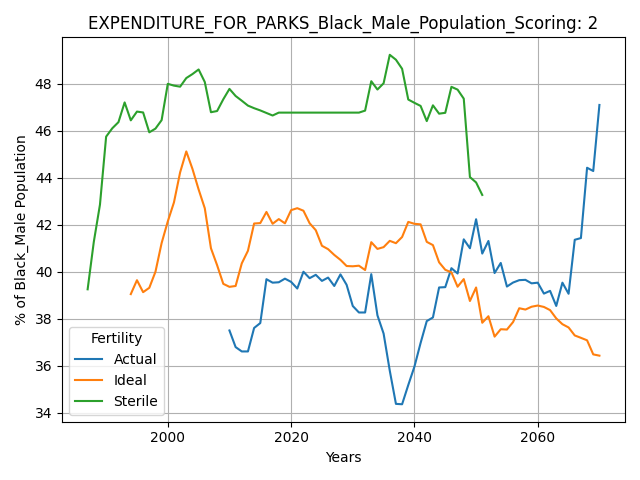 EXPENDITURE_FOR_PARKS_Black_Male_Population_Scoring: 2
% of Black_Male Population
48
46
44
42
40
38
36
34
Fertility
Actual
Ideal
Sterile
2000 2020 2040 2060
Years